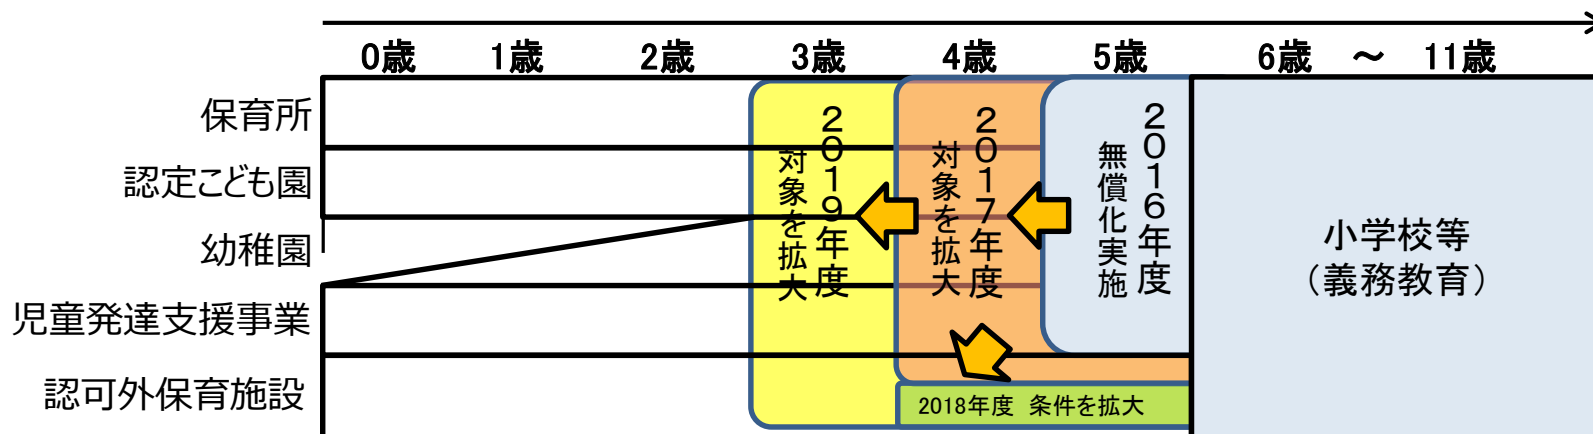 0歳 1歳 2歳 3歳 4歳 5歳 6歳 ～ 11歳
保育所
認定こども園
幼稚園
児童発達支援事業
認可外保育施設
２０１９年度
対象を拡大
２０１７年度
対象を拡大
２０１６年度
無償化実施
2018年度 条件を拡大
小学校等
（義務教育）